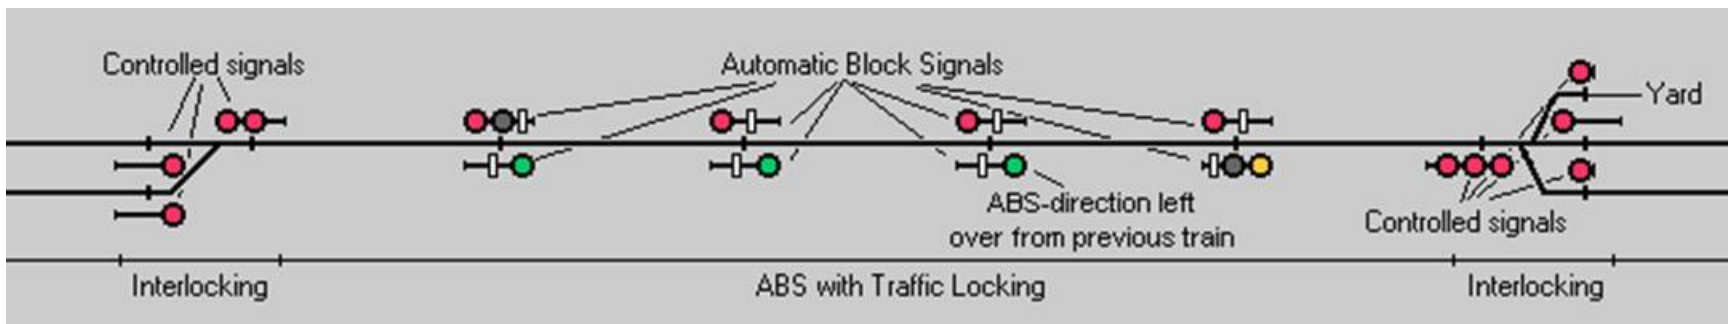 Controlled signals
Automatic Block Signals
Yard
ABS-direction left
over from previous train
Controlled signals
Interlocking
ABS with Traffic Locking
Interlocking